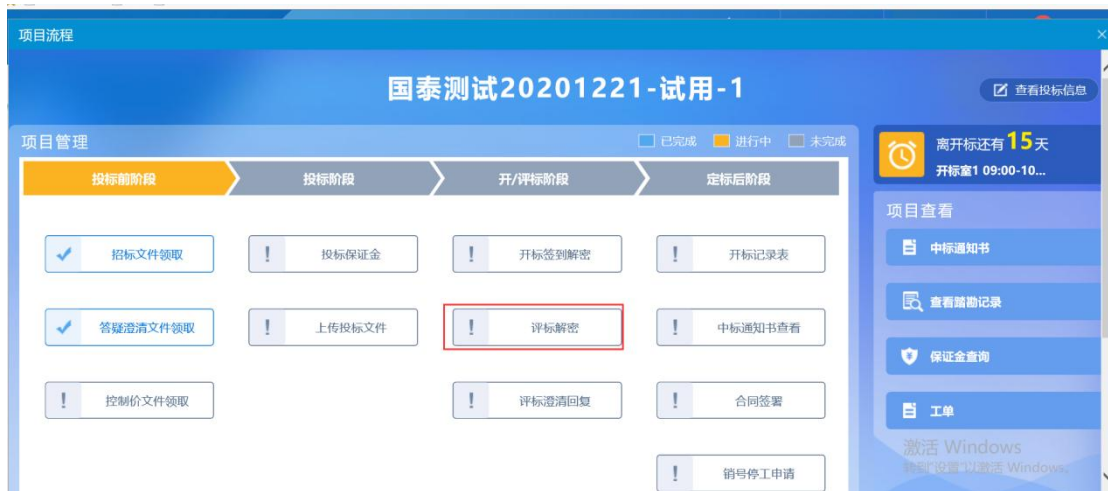 项目流程
国泰测试20201221-试用-1
查看投标信息
项目管理
已完成 进行中 未完成
投标前阶段 投标阶段 开/评标阶段 定标后阶段
招标文件领取 投标保证金 开标签到解密 开标记录表
答疑澄清文件领取 上传投标文件 评标解密 中标通知书查看
控制价文件领取 评标澄清回复 合同签署
销号停工申请
离开标还有15天
开标室1 09:00-10...
项目查看
中标通知书
查看踏勘记录
保证金查询
工单
激活 Windows
转到"设置"以激活 Windows。